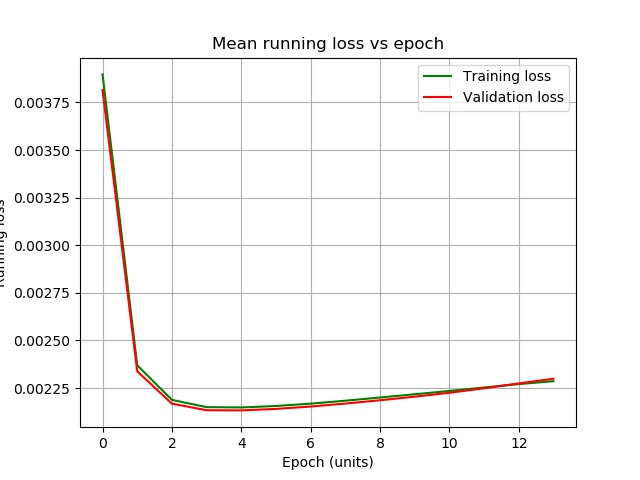 Mean running loss vs epoch
Training loss
Validation loss
0.00375
0.00350
0.00325
0.00300
0.00275
0.00250
0.00225
Running loss
0 2 4 6 8 10 12
Epoch (units)